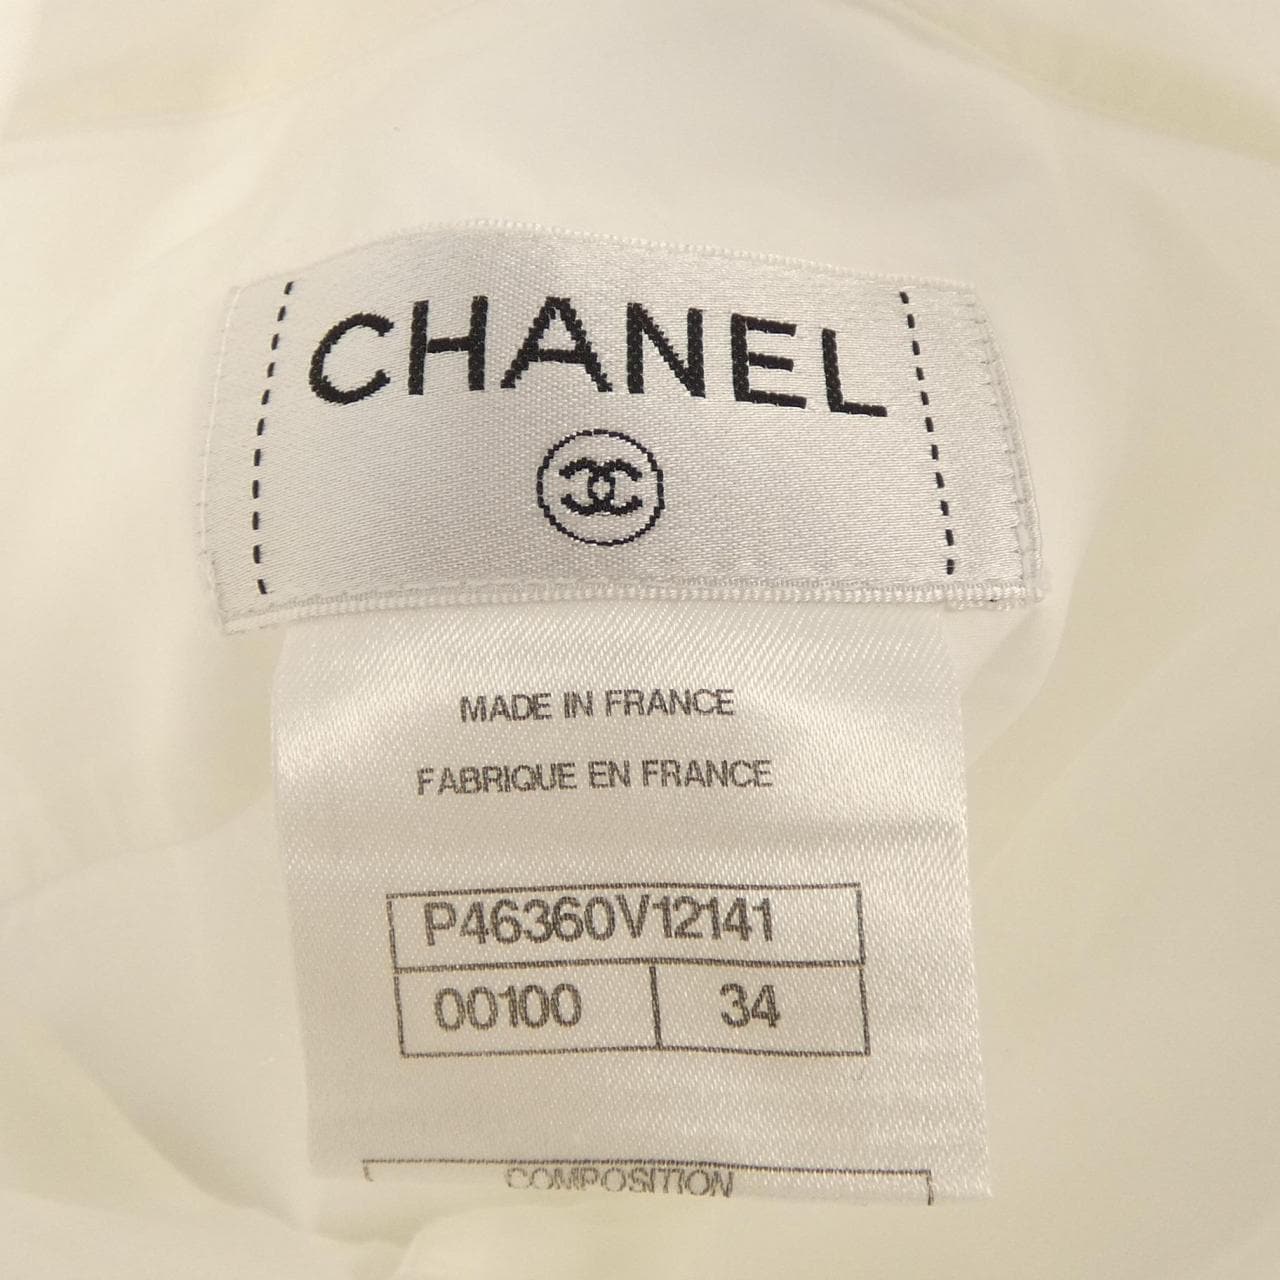 CHANEL
MADE IN FRANCE
FABRIQUE EN FRANCE
P46360V12141
00100 34
COMPOSITION